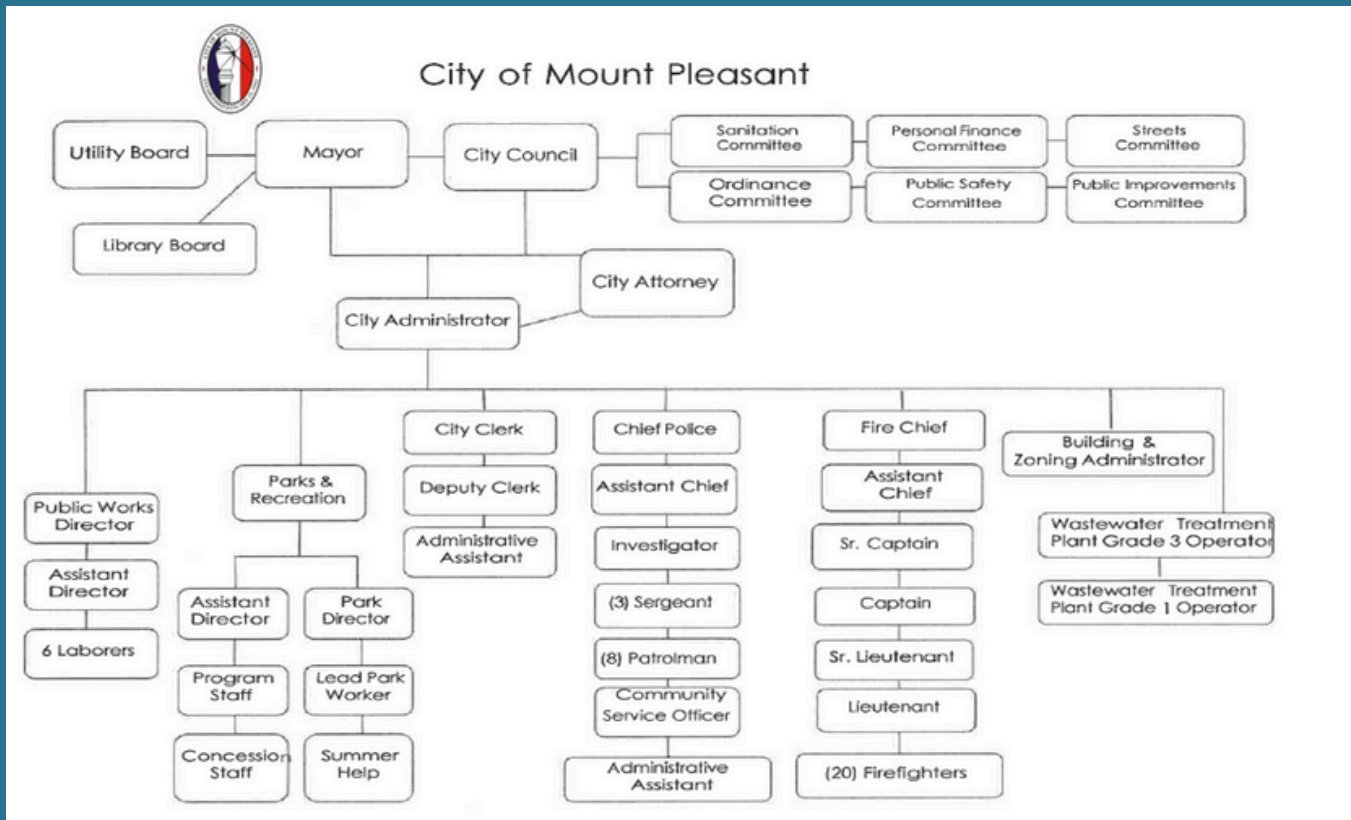 City of Mount Pleasant
Utility Board
Mayor
City Council
Sanitation
Committee
Personal Finance
Committee
Streets
Committee
Ordinance
Committee
Public Safety
Committee
Public Improvements
Committee
Library Board
City Attorney
City Administrator
Public Works
Director
Assistant
Director
6 Laborers
Parks &
Recreation
Assistant
Director
Program
Staff
Concession
Staff
Park
Director
Lead Park
Worker
Summer
Help
City Clerk
Deputy Clerk
Administrative
Assistant
Chief Police
Assistant Chief
Investigator
(3) Sergeant
(8) Patrolman
Community
Service Officer
Administrative
Assistant
Fire Chief
Assistant
Chief
Sr. Captain
Captain
Sr. Lieutenant
Lieutenant
(20) Firefighters
Building &
Zoning Administrator
Wastewater Treatment
Plant Grade 3 Operator
Wastewater Treatment
Plant Grade 1 Operator